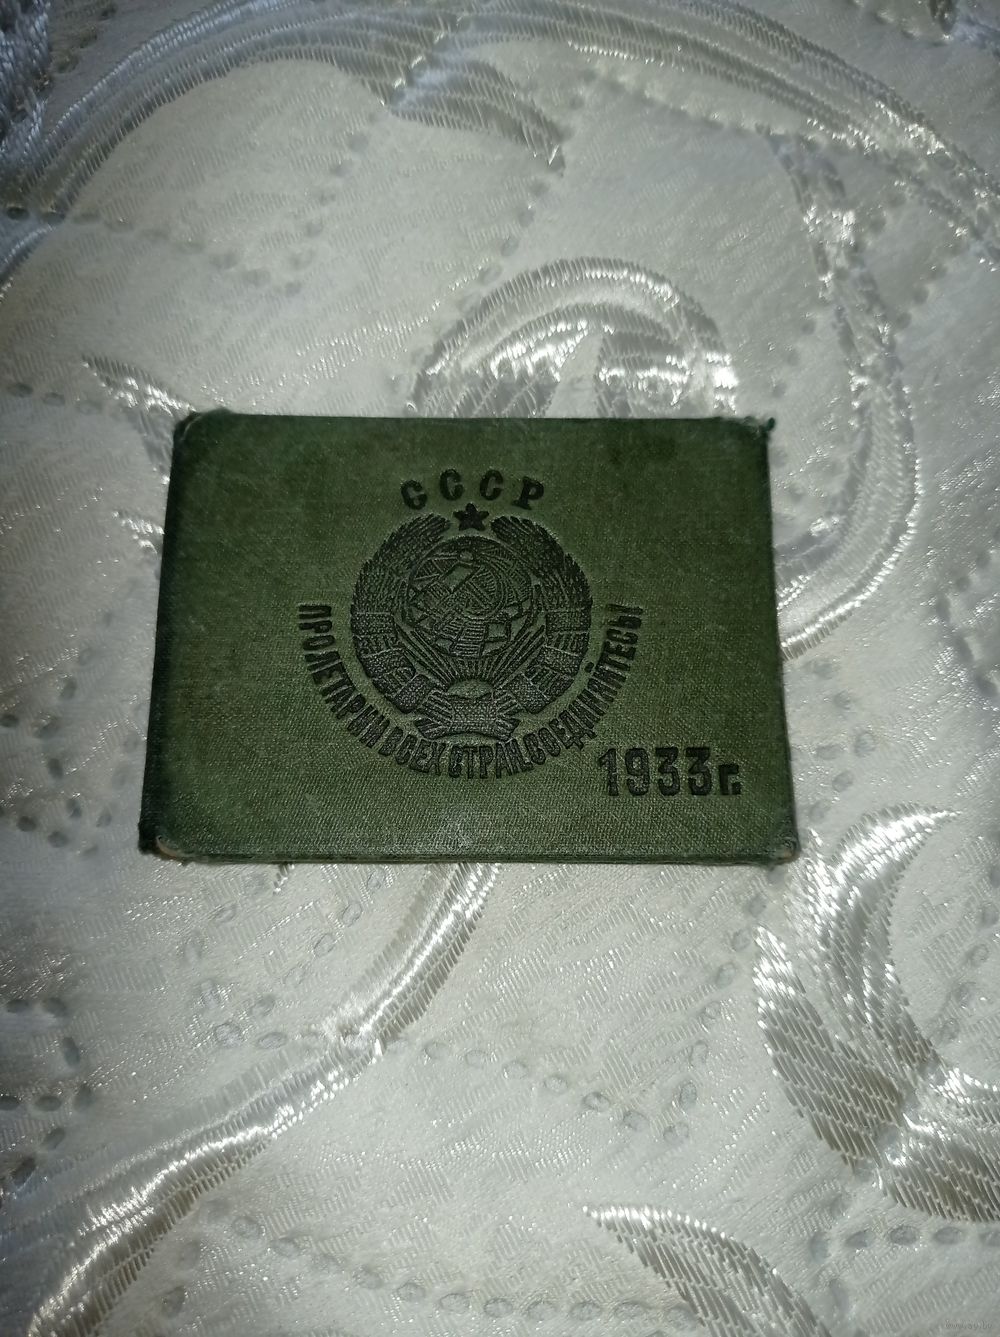 СССР
ПРОЛЕТАРИИ ВСЕХ СТРАН, СОЕДИНЯЙТЕСЬ!
1933 г.